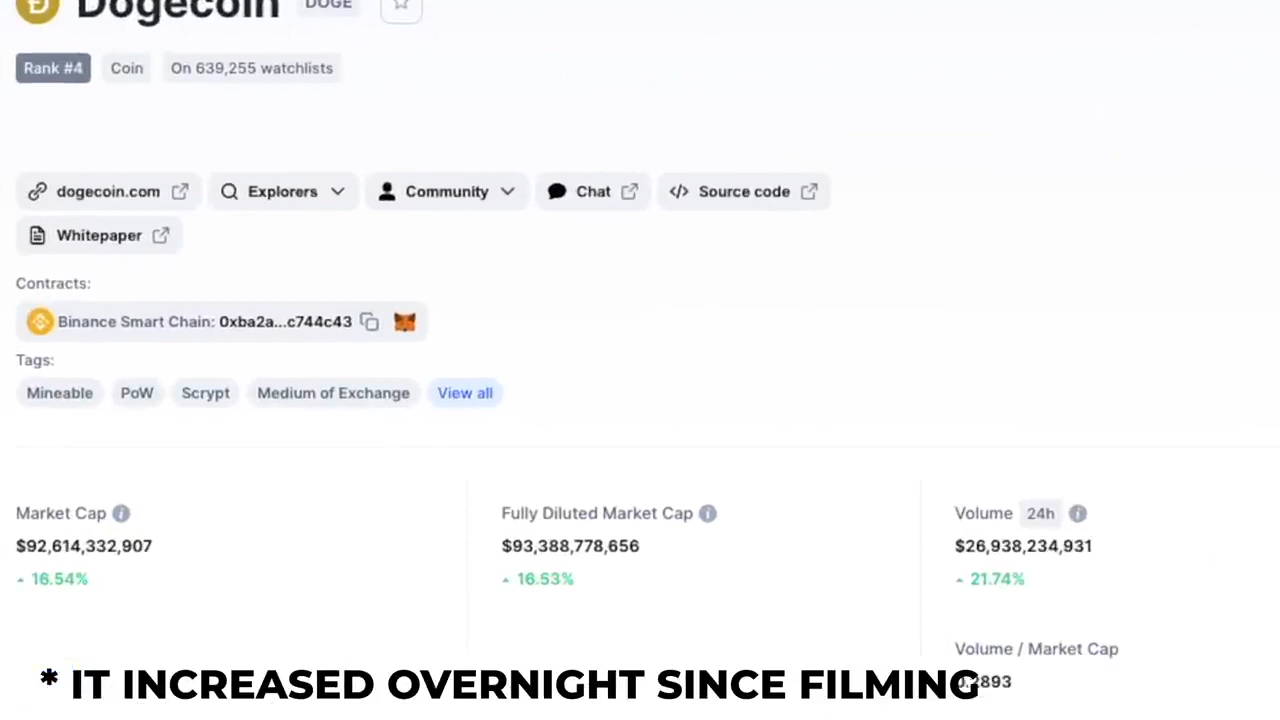 Dogecoin DOGE
Rank #4 Coin On 639,255 watchlists
dogecoin.com Explorers Community Chat Source code
Whitepaper
Contracts:
Binance Smart Chain: 0xba2a...c744c43
Tags:
Mineable PoW Scrypt Medium of Exchange View all
Market Cap Fully Diluted Market Cap Volume 24h
$92,614,332,907 $93,388,778,656 $26,938,234,931
16.54% 16.53% 21.74%
Volume / Market Cap
* IT INCREASED OVERNIGHT SINCE FILMING